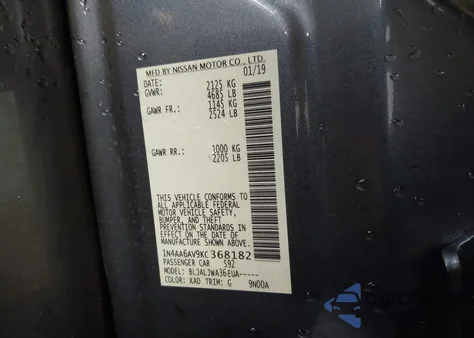 MFD BY NISSAN MOTOR CO., LTD.
DATE: 01/19
GVWR: 2125 KG
4685 LB
GAWR FR.: 1145 KG
2524 LB
GAWR RR.: 1000 KG
2205 LB
THIS VEHICLE CONFORMS TO
ALL APPLICABLE FEDERAL
MOTOR VEHICLE SAFETY,
BUMPER, AND THEFT
PREVENTION STANDARDS
IN EFFECT ON THE DATE OF
MANUFACTURE SHOWN ABOVE.
1N4AA6AV9KC368182
PASSENGER CAR 592
MODEL: BLJALJWA36EUA-----
COLOR: KAD TRIM: G 9N00A